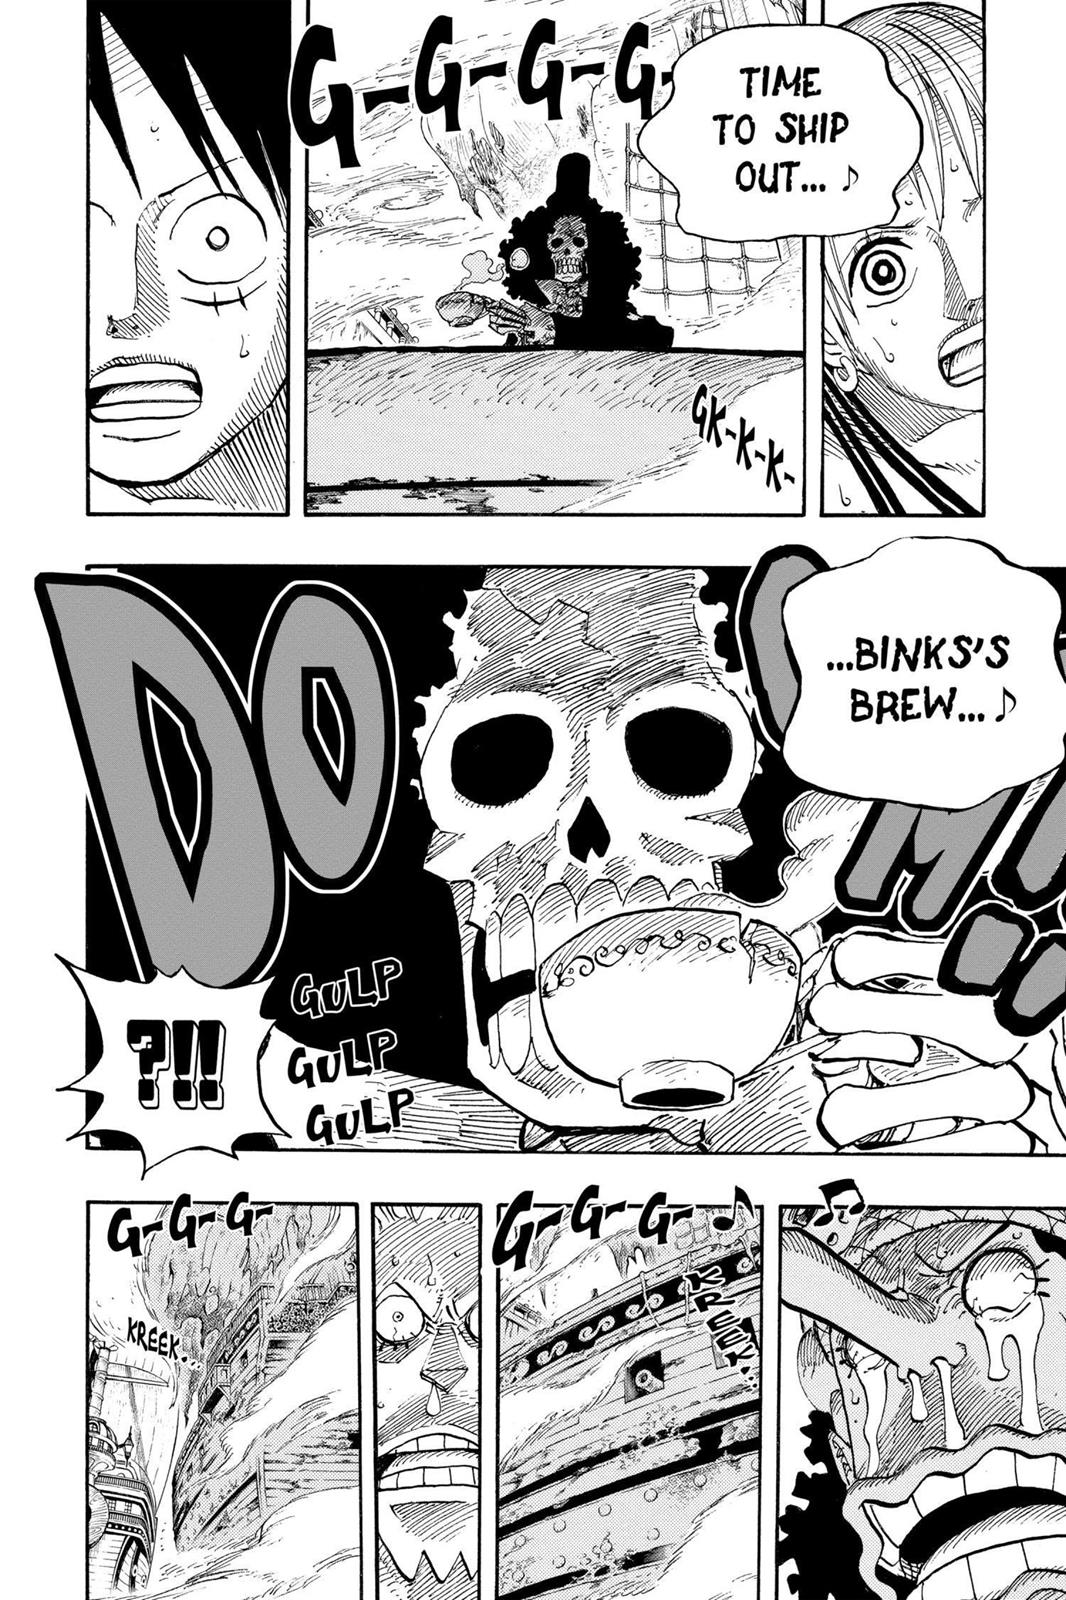 TIME
TO SHIP
OUT... ♪
G-G-G-G-
GK-K-K-
...BINKS'S
BREW... ♪
DO
?!!
GULP
GULP
GULP
♫
G-G-G- ♪
KREEK...
G-G-G-
KREEK...